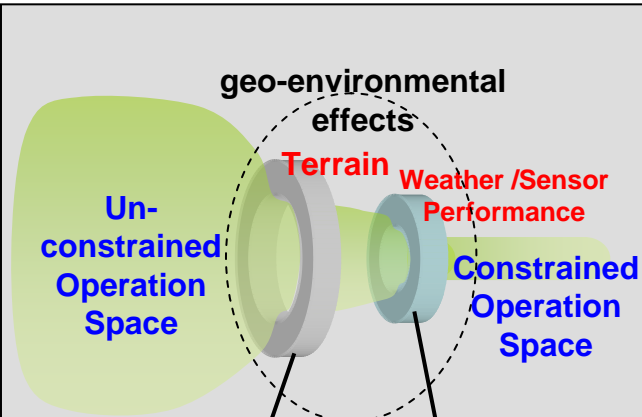 geo-environmental
effects
Terrain
Weather /Sensor
Performance
Un-
constrained
Operation
Space
Constrained
Operation
Space